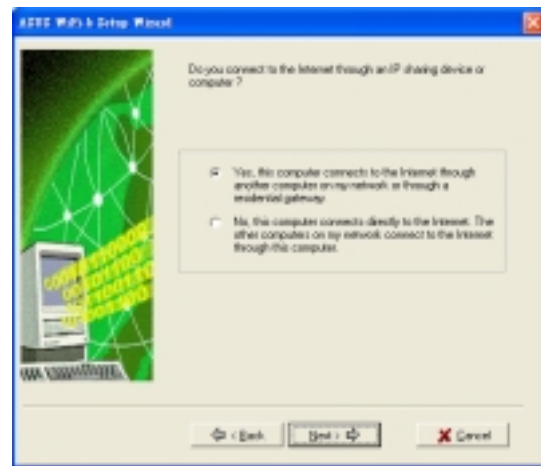 ASUS WiFi-b Setup Wizard
Do you connect to the Internet through an IP sharing device or
computer ?
Yes, this computer connects to the Internet through
another computer on my network or through a
residential gateway.
No, this computer connects directly to the Internet. The
other computers on my network connect to the Internet
through this computer.
< Back
Next >
Cancel